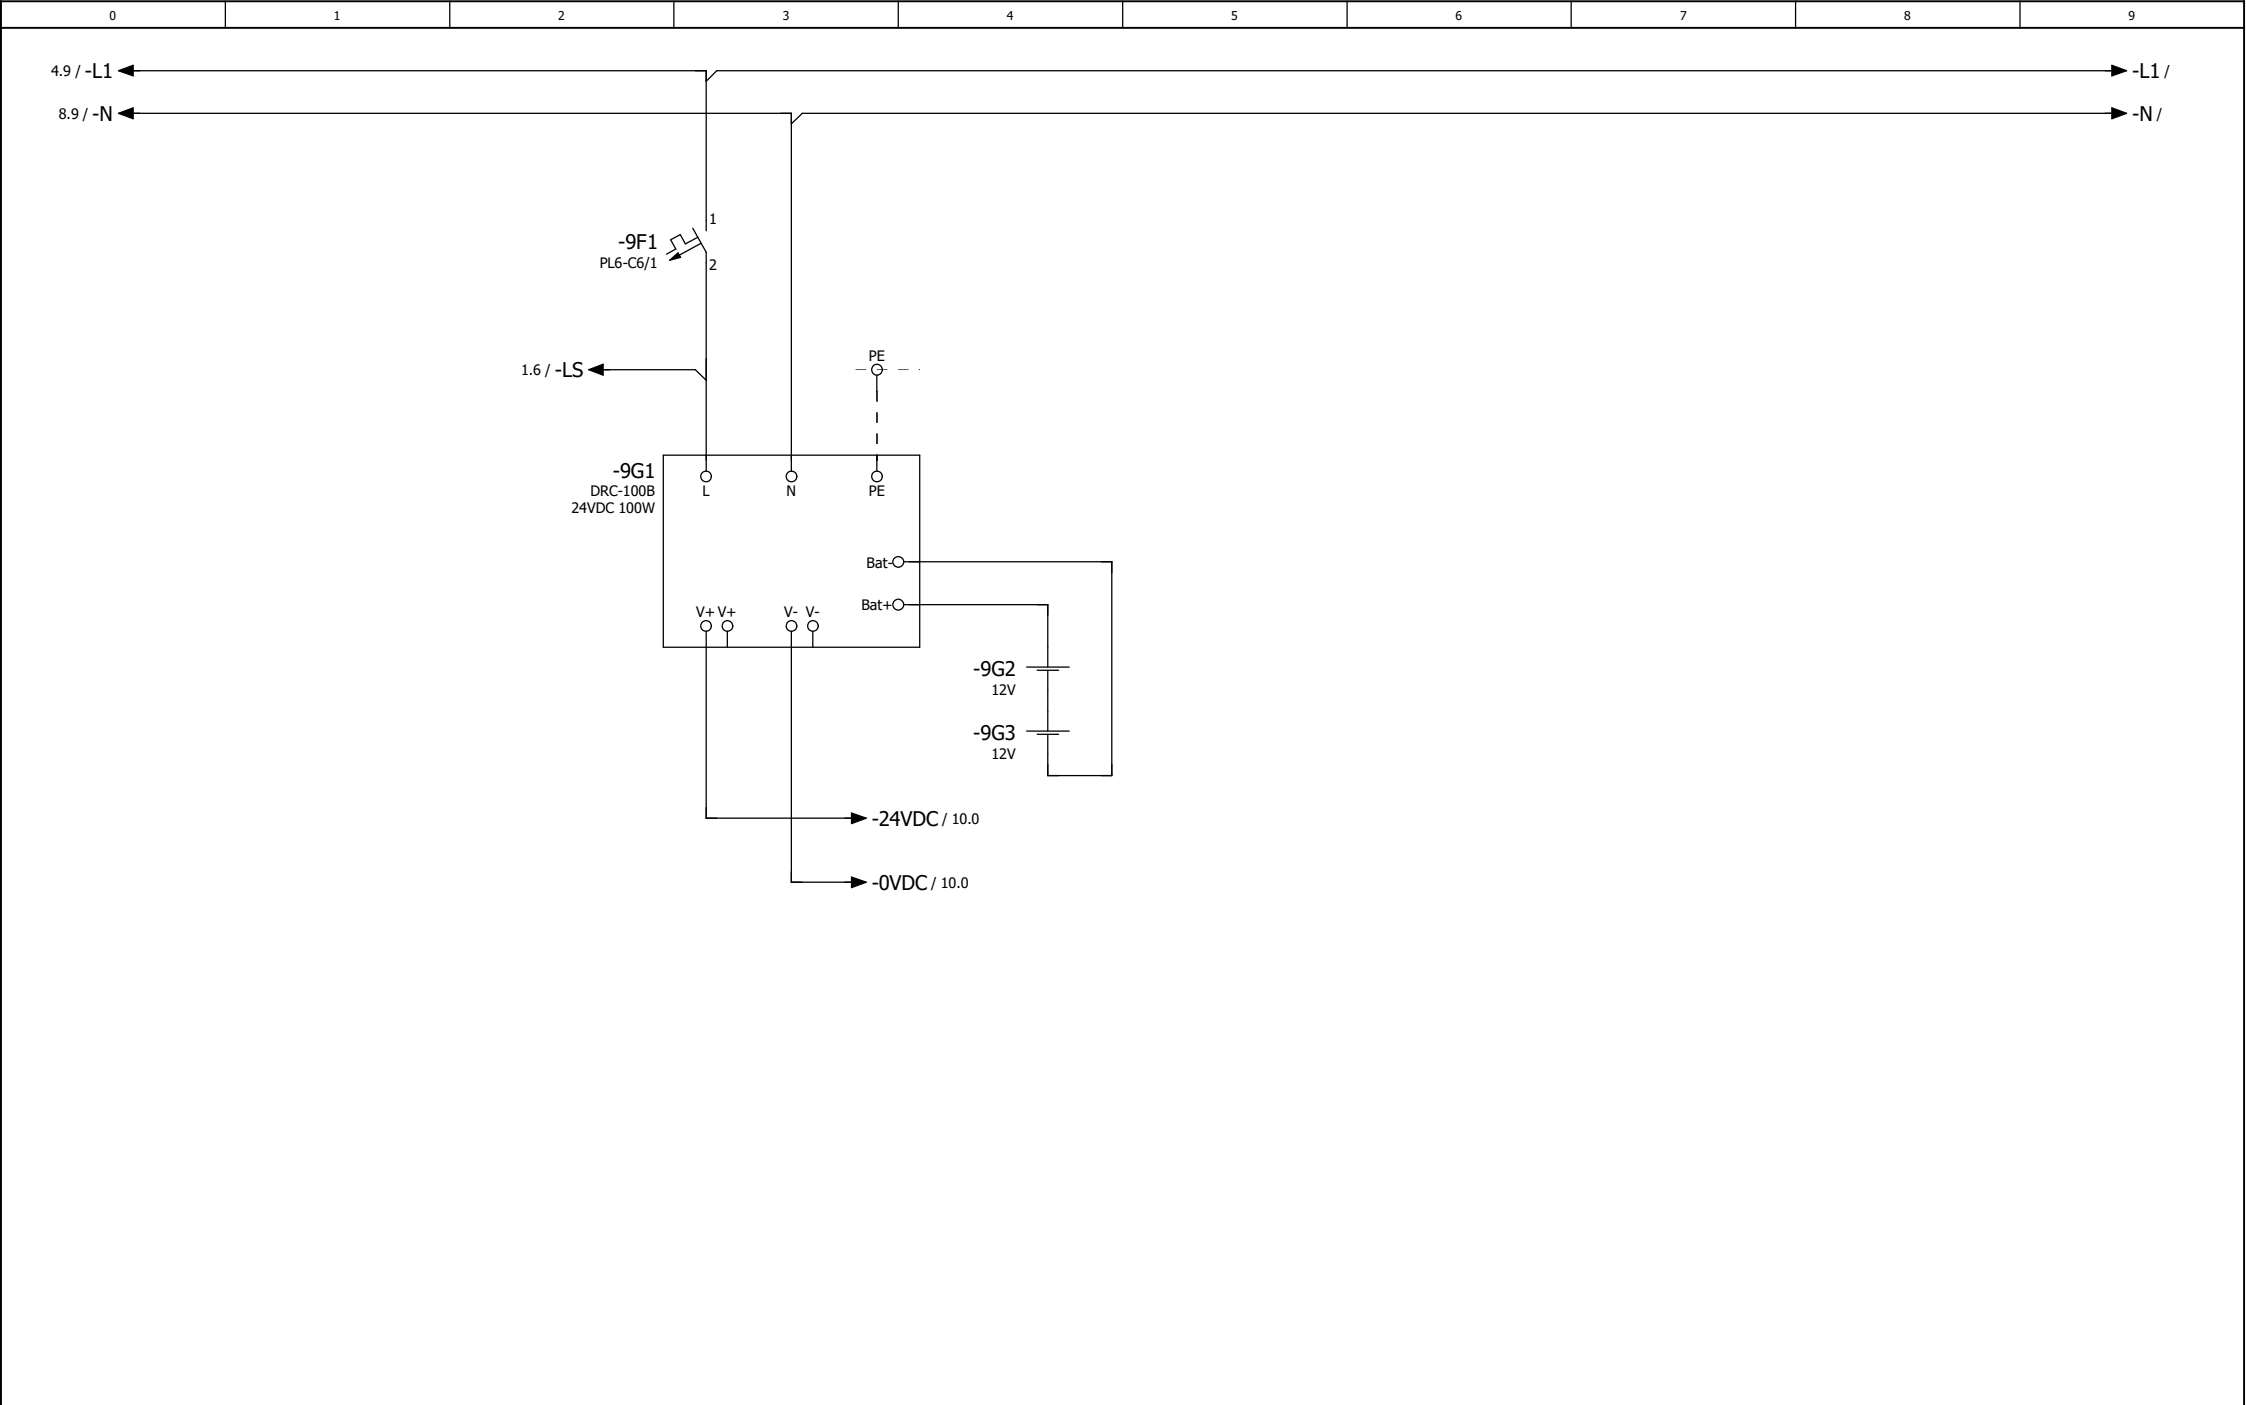 0 1 2 3 4 5 6 7 8 9
4.9 / -L1
-L1 /
8.9 / -N
-N /
1
-9F1
PL6-C6/1
2
PE
1.6 / -LS
-9G1
DRC-100B
24VDC 100W
L N PE
Bat-
Bat+
V+ V+ V- V-
-9G2
12V
-9G3
12V
-24VDC / 10.0
-0VDC / 10.0